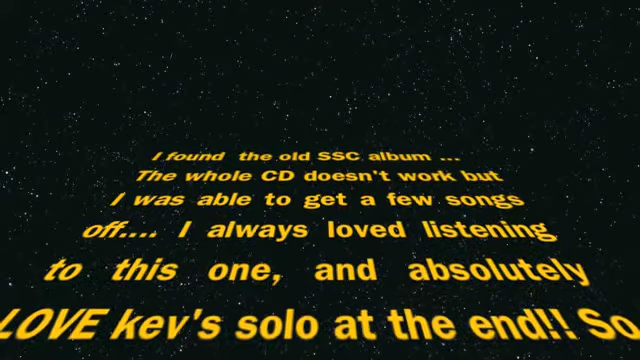 I found the old SSC album ...
The whole CD doesn't work but
I was able to get a few songs
off.... I always loved listening
to this one, and absolutely
LOVE kev's solo at the end!! So